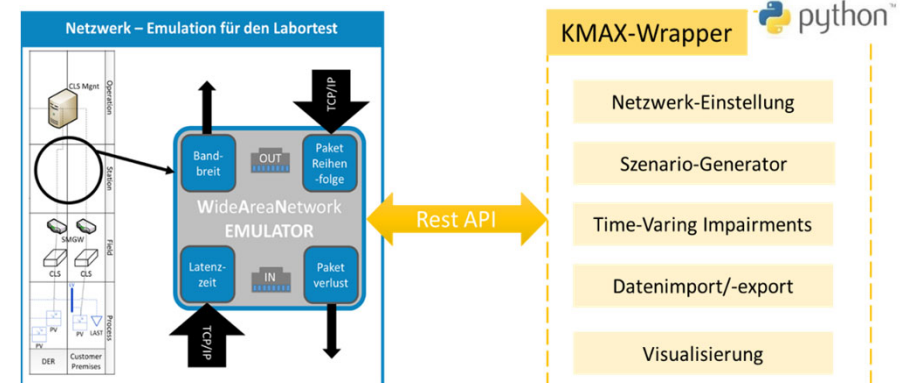 Netzwerk – Emulation für den Labortest
CLS Mgnt
Operation
Station
Field
Process
SMGW
CLS
CLS
PV
PV
PV
LAST
DER
Customer
Premises
TCP/IP
Band-
breit
OUT
Paket
Reihen
-folge
WideAreaNetwork
EMULATOR
Latenz-
zeit
IN
Paket
verlust
TCP/IP
Rest API
KMAX-Wrapper
python™
Netzwerk-Einstellung
Szenario-Generator
Time-Varing Impairments
Datenimport/-export
Visualisierung